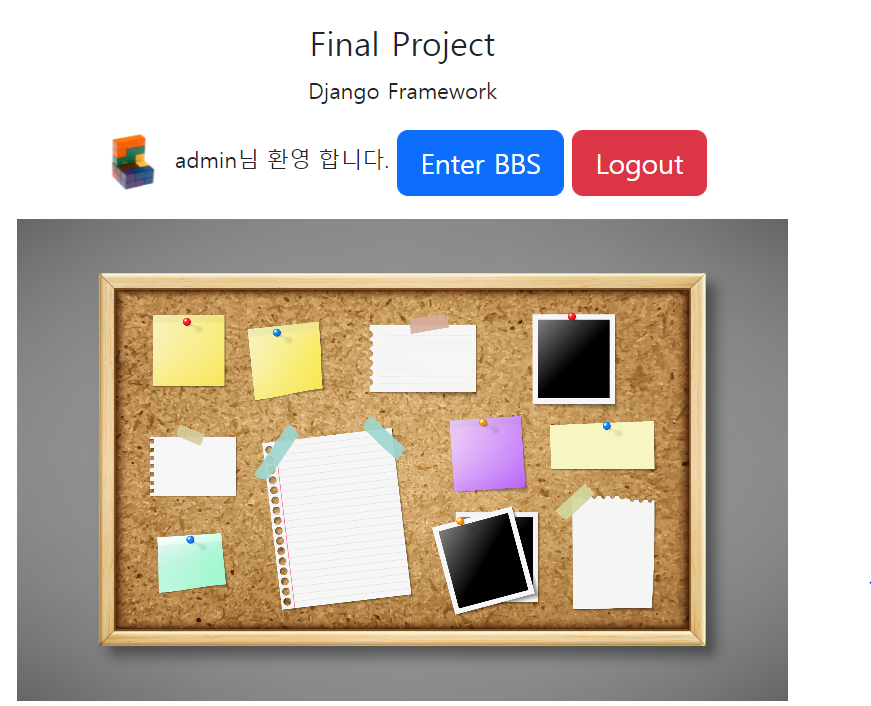 Final Project
Django Framework
admin님 환영 합니다. Enter BBS Logout